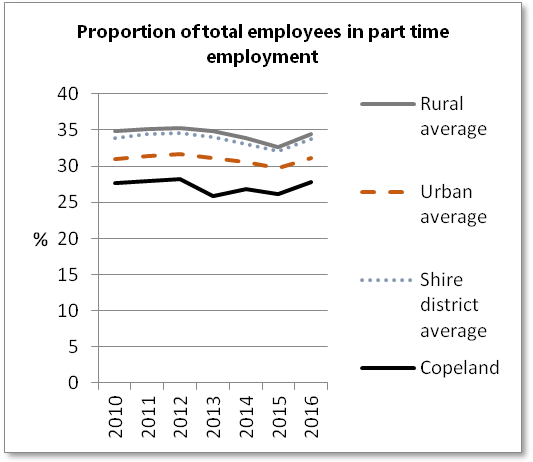 Proportion of total employees in part time
employment
40
35
30
25
20
15
10
5
0
%
2010
2011
2012
2013
2014
2015
2016
Rural
average
Urban
average
Shire
district
average
Copeland